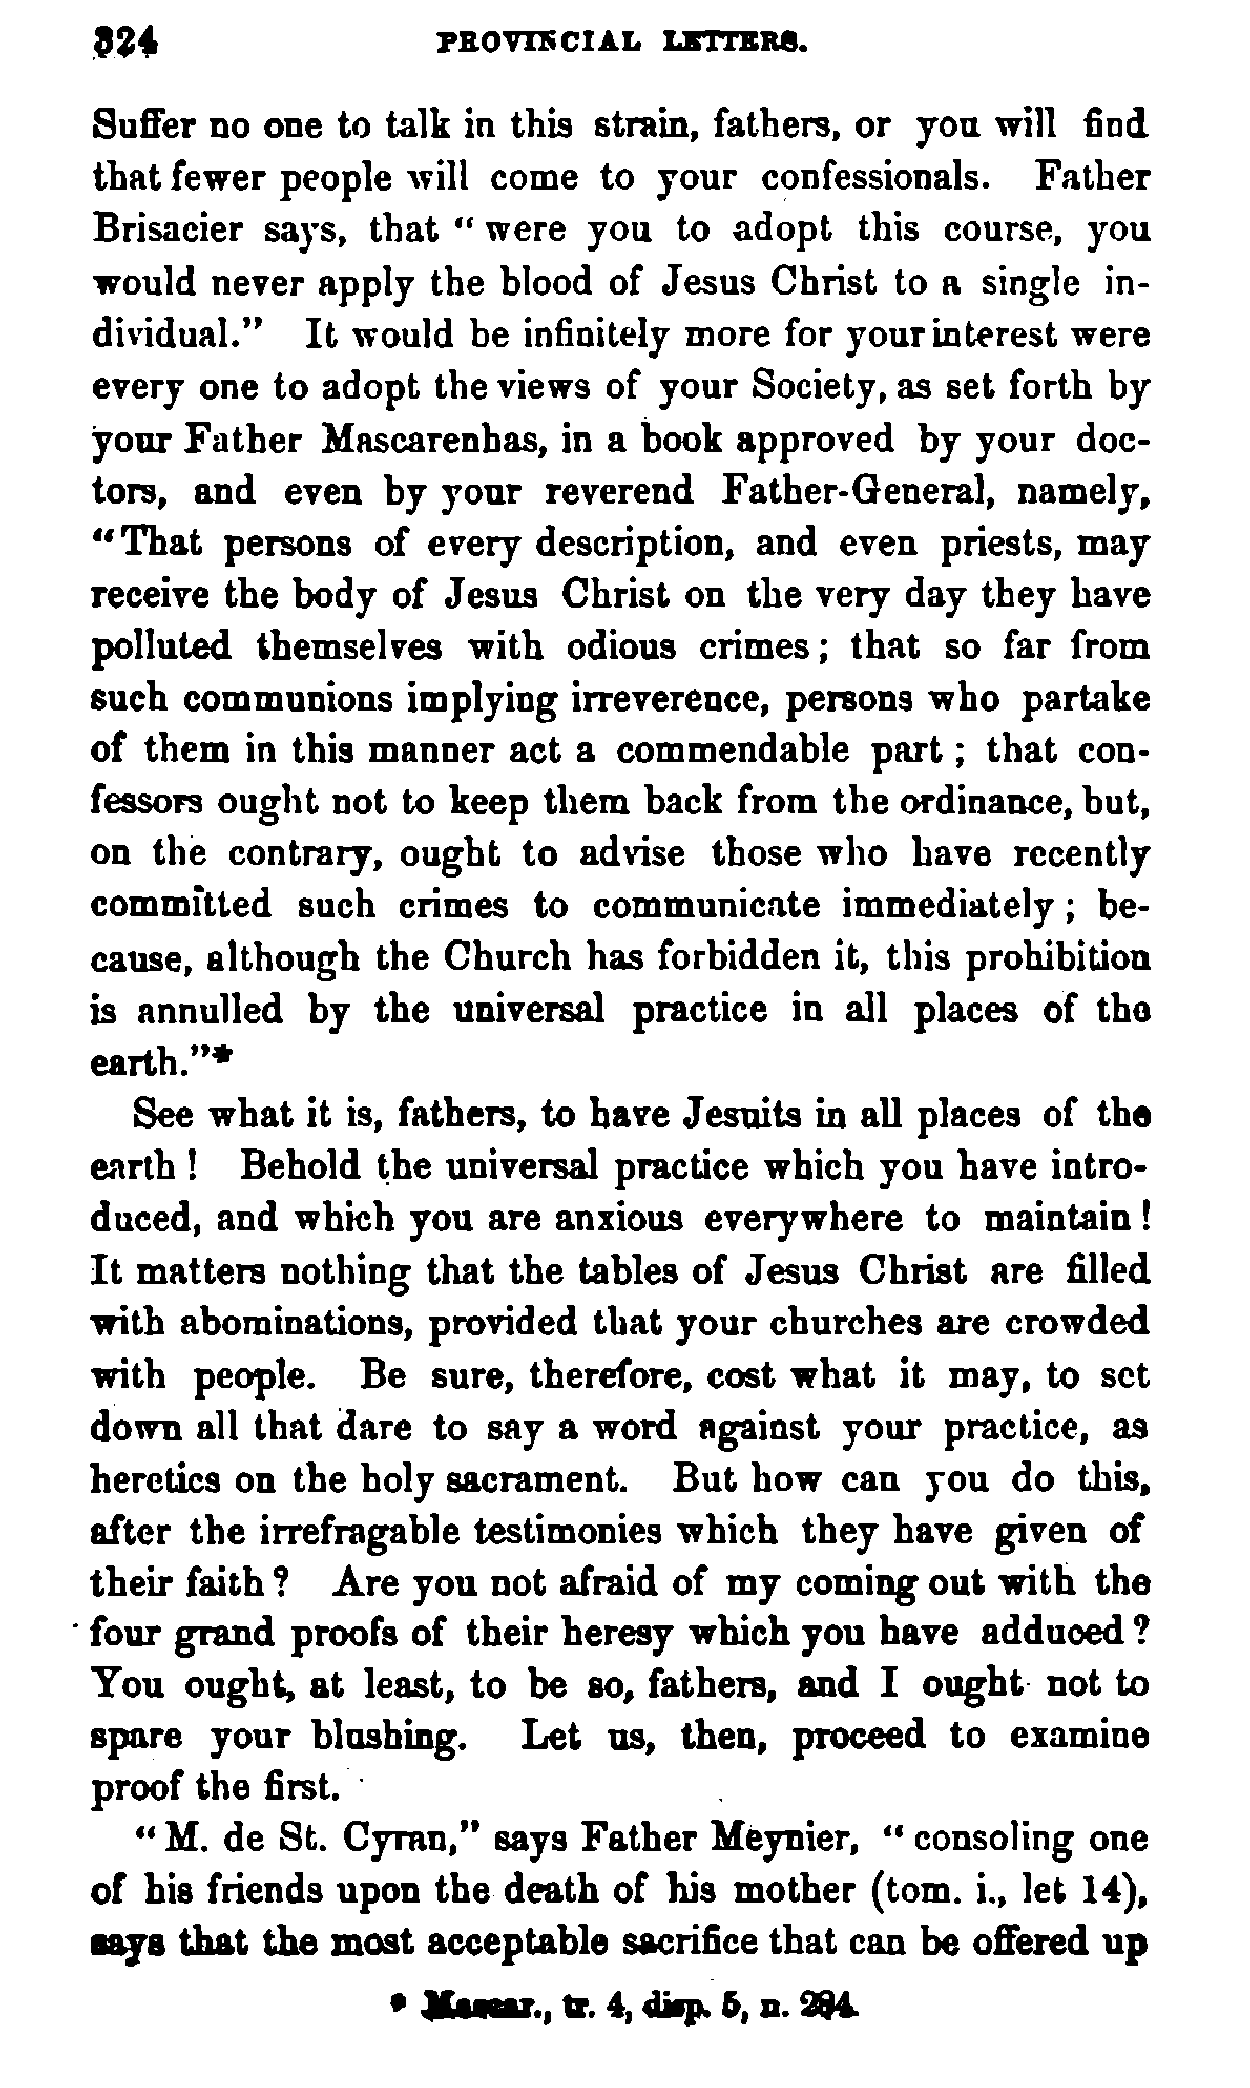 324 PROVINCIAL LETTERS.
Suffer no one to talk in this strain, fathers, or you will find
that fewer people will come to your confessionals. Father
Brisacier says, that “were you to adopt this course, you
would never apply the blood of Jesus Christ to a single in-
dividual.” It would be infinitely more for your interest were
every one to adopt the views of your Society, as set forth by
your Father Mascarenhas, in a book approved by your doc-
tors, and even by your reverend Father-General, namely,
“That persons of every description, and even priests, may
receive the body of Jesus Christ on the very day they have
polluted themselves with odious crimes; that so far from
such communions implying irreverence, persons who partake
of them in this manner act a commendable part; that con-
fessors ought not to keep them back from the ordinance, but,
on the contrary, ought to advise those who have recently
committed such crimes to communicate immediately; be-
cause, although the Church has forbidden it, this prohibition
is annulled by the universal practice in all places of the
earth.”*
See what it is, fathers, to have Jesuits in all places of the
earth! Behold the universal practice which you have intro-
duced, and which you are anxious everywhere to maintain!
It matters nothing that the tables of Jesus Christ are filled
with abominations, provided that your churches are crowded
with people. Be sure, therefore, cost what it may, to set
down all that dare to say a word against your practice, as
heretics on the holy sacrament. But how can you do this,
after the irrefragable testimonies which they have given of
their faith? Are you not afraid of my coming out with the
four grand proofs of their heresy which you have adduced?
You ought, at least, to be so, fathers, and I ought not to
spare your blushing. Let us, then, proceed to examine
proof the first.
“M. de St. Cyran,” says Father Meynier, “consoling one
of his friends upon the death of his mother (tom. i., let 14),
says that the most acceptable sacrifice that can be offered up
* Mascar., tr. 4, disp. 5, n. 284.